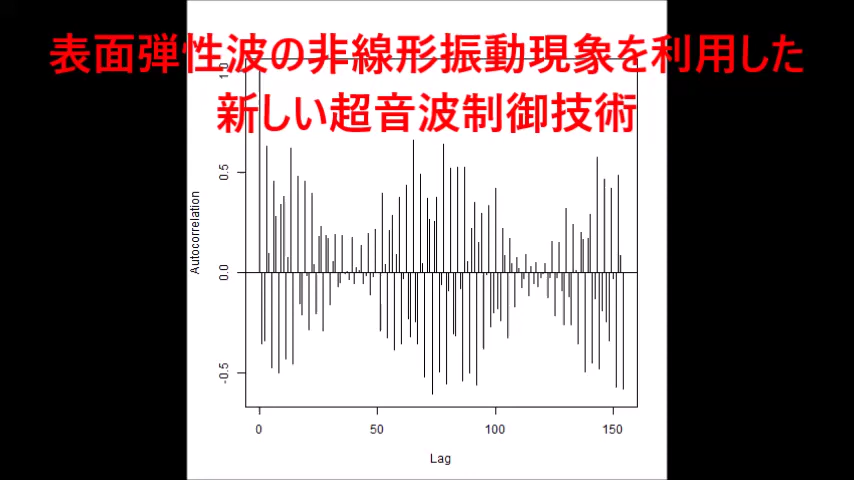 表面弾性波の非線形振動現象を利用した
新しい超音波制御技術
1.0
0.5
0.0
-0.5
Autocorrelation
0 50 100 150
Lag